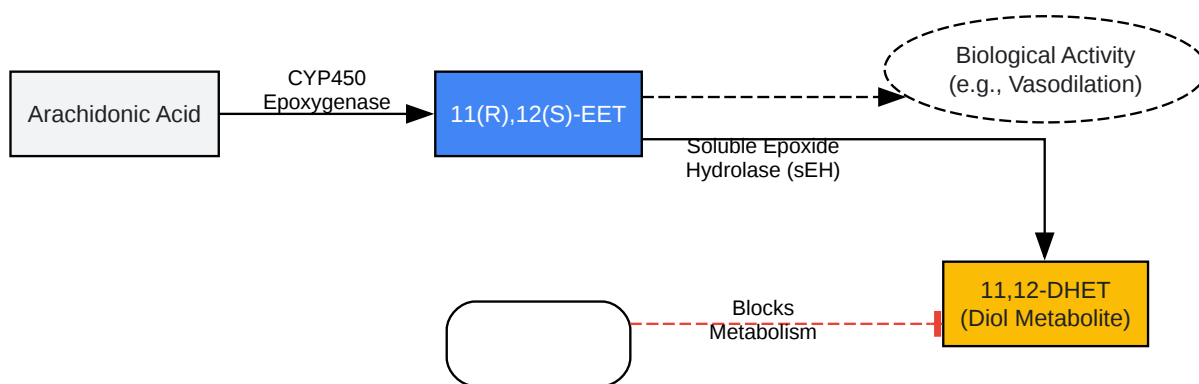 Arachidonic Acid
CYP450
Epoxygenase
11(R),12(S)-EET
Biological Activity
(e.g., Vasodilation)
Soluble Epoxide
Hydrolase (sEH)
11,12-DHET
(Diol Metabolite)
Blocks
Metabolism